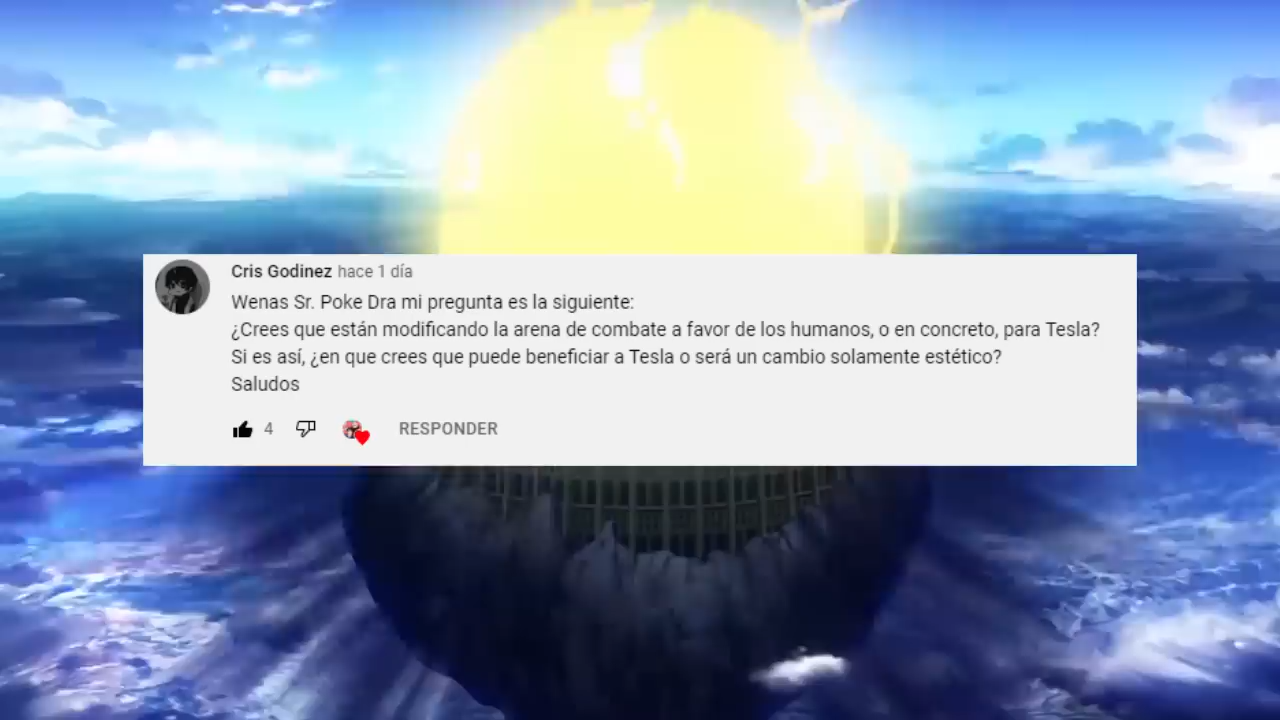 Cris Godinez hace 1 día
Wenas Sr. Poke Dra mi pregunta es la siguiente:
¿Crees que están modificando la arena de combate a favor de los humanos, o en concreto, para Tesla?
Si es así, ¿en que crees que puede beneficiar a Tesla o será un cambio solamente estético?
Saludos
4 RESPONDER